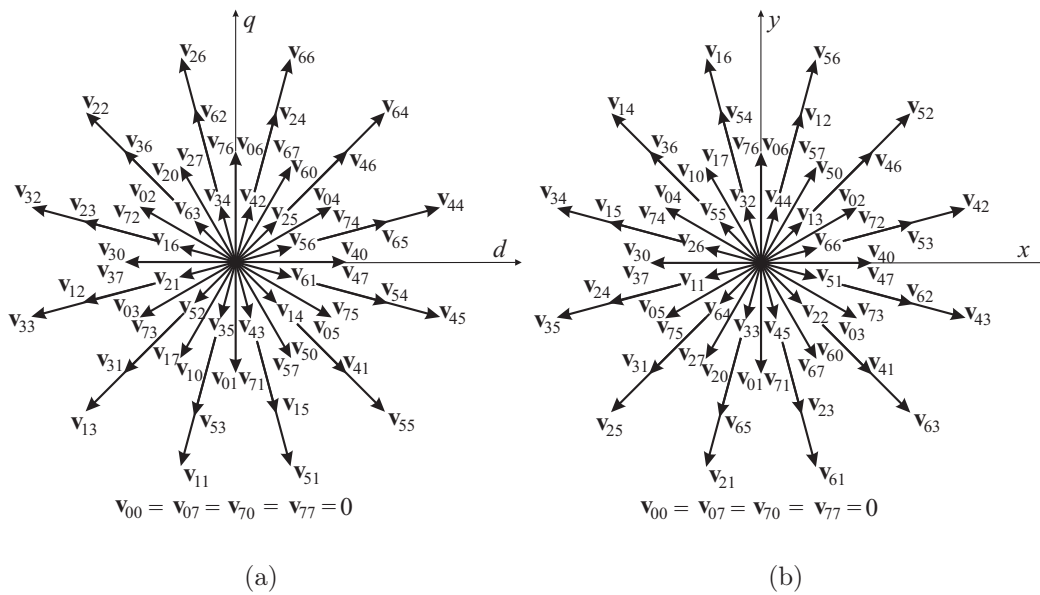 q
v26 v66
v22 v64
v62 v24
v36 v76 v06 v67 v46
v27 v60
v20
v32 v02 v34 v42 v04 v44
v23 v72 v63 v25 v74
v16 v56 v65
v30 v40 d
v37 v47
v12 v21 v61 v54
v33 v03 v52 v14 v75 v45
v73 v35 v43 v05
v31 v17 v50 v41
v10 v01 v71 v57
v13 v53 v15 v55
v11 v51
v00 = v07 = v70 = v77 = 0
(a)
y
v16 v56
v14 v52
v54 v12
v36 v76 v06 v57 v46
v17 v50
v10
v34 v04 v32 v44 v02 v42
v15 v74 v55 v13 v72
v26 v66 v53
v30 v40 x
v37 v47
v24 v11 v51 v62
v35 v05 v64 v22 v73 v43
v75 v33 v45 v03
v31 v27 v60 v41
v20 v01 v71 v67
v25 v65 v23 v63
v21 v61
v00 = v07 = v70 = v77 = 0
(b)